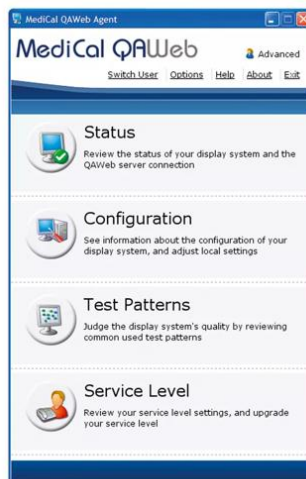 MediCal QAWeb Agent
MediCal QAWeb
Advanced
Switch User Options Help About Exit
Status
Review the status of your display system and the
QAWeb server connection
Configuration
See information about the configuration of your
display system, and adjust local settings
Test Patterns
Judge the display system's quality by reviewing
common used test patterns
Service Level
Review your service level settings, and upgrade
your service level